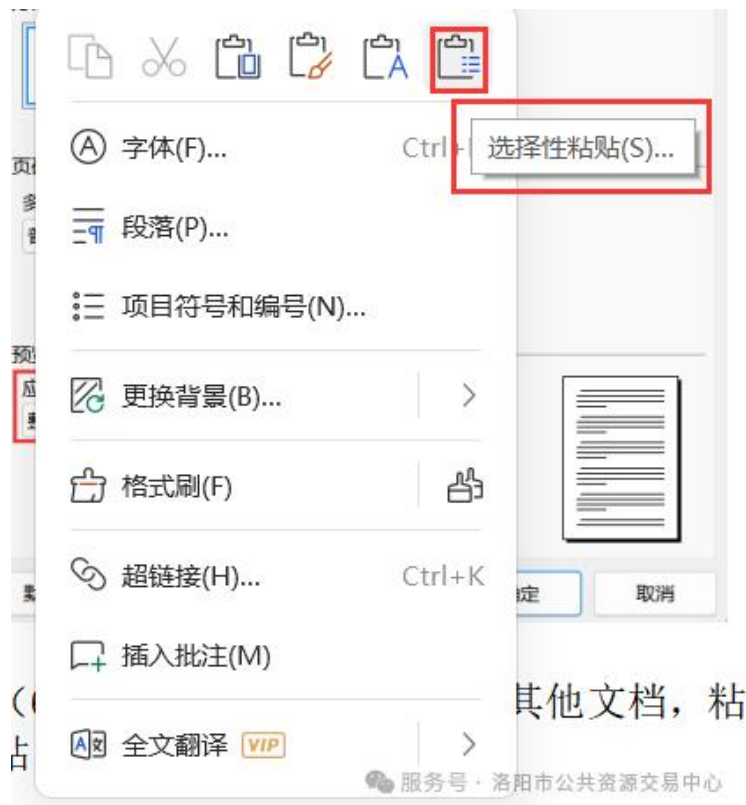 字体(F)...
Ctrl+
选择性粘贴(S)...
段落(P)...
项目符号和编号(N)...
更换背景(B)...
格式刷(F)
超链接(H)...
Ctrl+K
取消
插入批注(M)
其他文档，粘
全文翻译 VIP
服务号 · 洛阳市公共资源交易中心